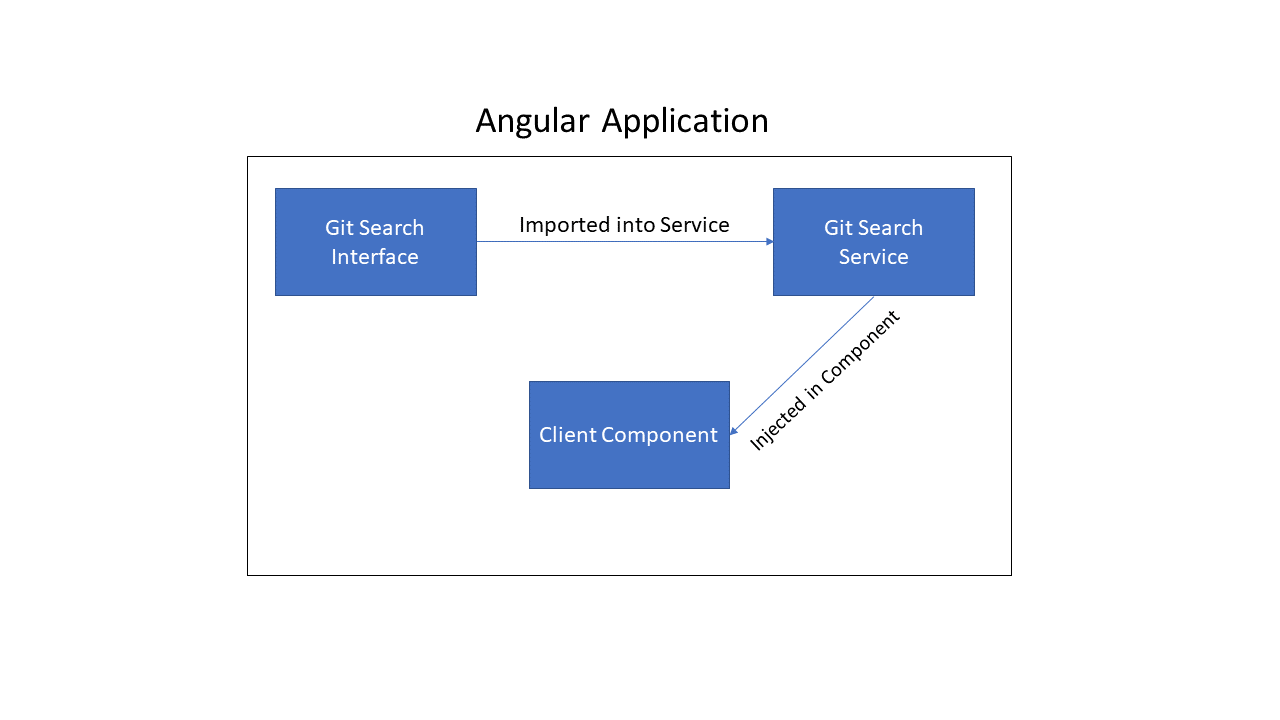 Angular Application
Git Search
Interface
Imported into Service
Git Search
Service
Injected in Component
Client Component